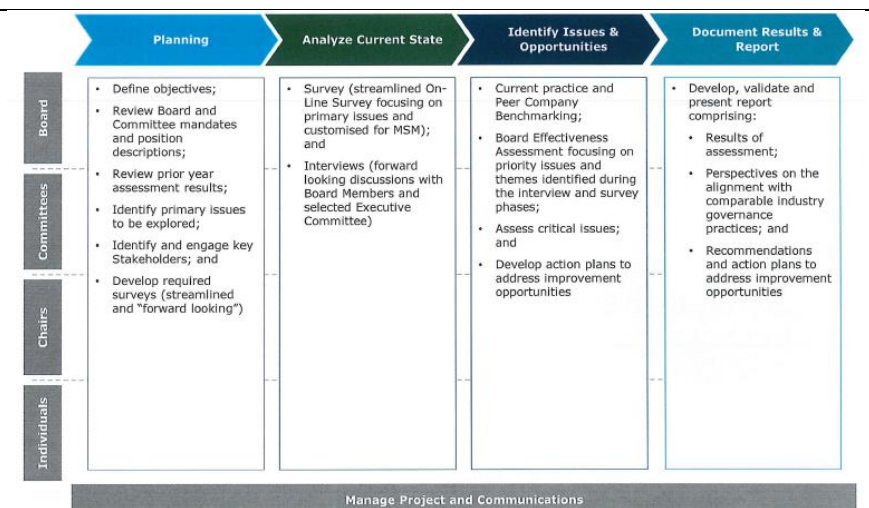 Planning
Analyze Current State
Identify Issues &
Opportunities
Document Results &
Report
Board
Committees
Chairs
Individuals
• Define objectives;
• Review Board and
Committee mandates
and position
descriptions;
• Review prior year
assessment results;
• Identify primary issues
to be explored;
• Identify and engage key
Stakeholders; and
• Develop required
surveys (streamlined
and “forward looking”)
• Survey (streamlined On-
Line Survey focusing on
primary issues and
customised for MSM);
and
• Interviews (forward
looking discussions with
Board Members and
selected Executive
Committee)
• Current practice and
Peer Company
Benchmarking;
• Board Effectiveness
Assessment focusing on
priority issues and
themes identified during
the interview and survey
phases;
• Assess critical issues;
and
• Develop action plans to
address improvement
opportunities
• Develop, validate and
present report
comprising:
• Results of
assessment;
• Perspectives on the
alignment with
comparable industry
governance
practices; and
• Recommendations
and action plans to
address improvement
opportunities
Manage Project and Communications